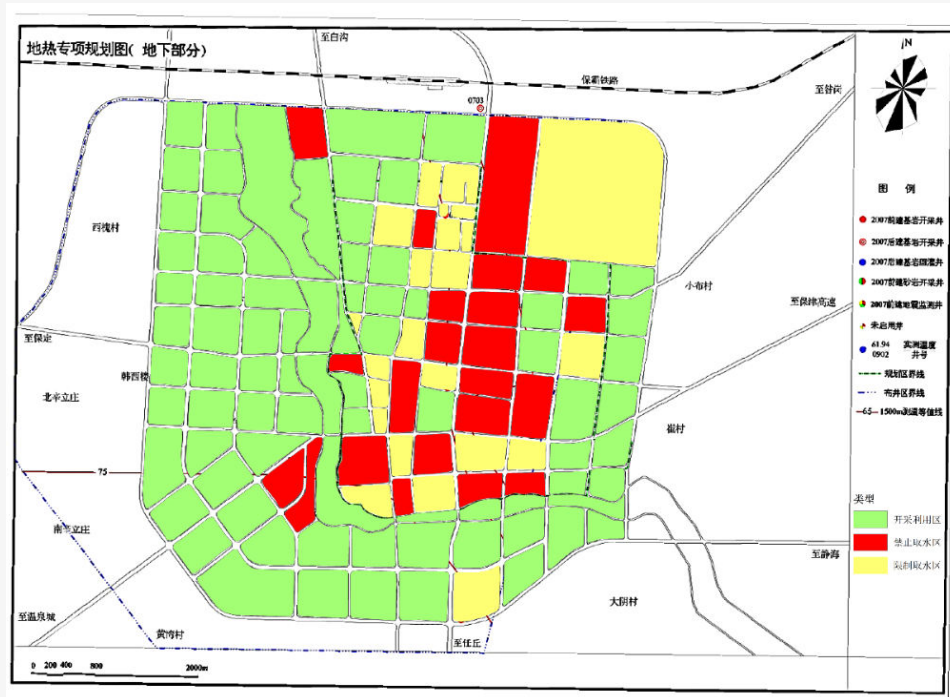 地热专项规划图( 地下部分)
至白沟
N
保霸铁路
至昝岗
0703
图 例
2007前建基岩开采井
西槐村
2007后建基岩开采井
2007后建基岩回灌井
2007前建砂岩开采井
小布村
至保津高速
2007前建地震监测井
未启用井
至保定
61.94 实测温度
0902 井号
韩西楼
规划区界线
北辛立庄
布井区界线
65 1500m测温等值线
崔村
75
类型
开采利用区
南辛立庄
禁止取水区
至静海
限制取水区
大阴村
至温泉城
黄湾村
至任丘
0 200 400 800 2000m